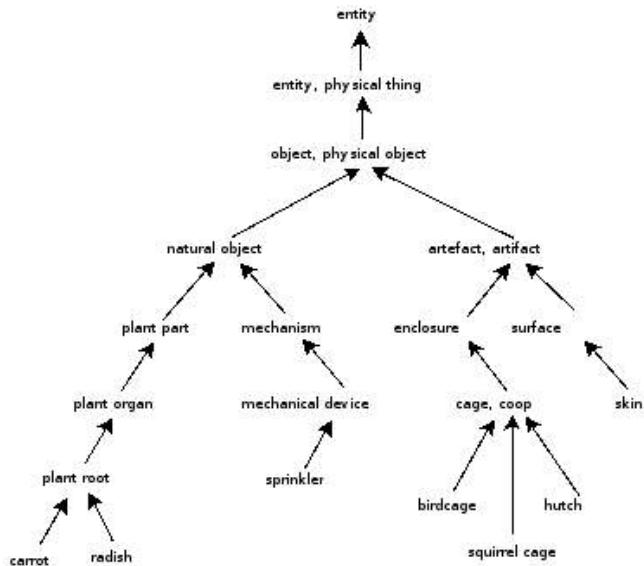 entity
entity, physical thing
object, physical object
natural object
artefact, artifact
plant part
mechanism
enclosure
surface
plant organ
mechanical device
cage, coop
skin
plant root
sprinkler
birdcage
hutch
carrot
radish
squirrel cage